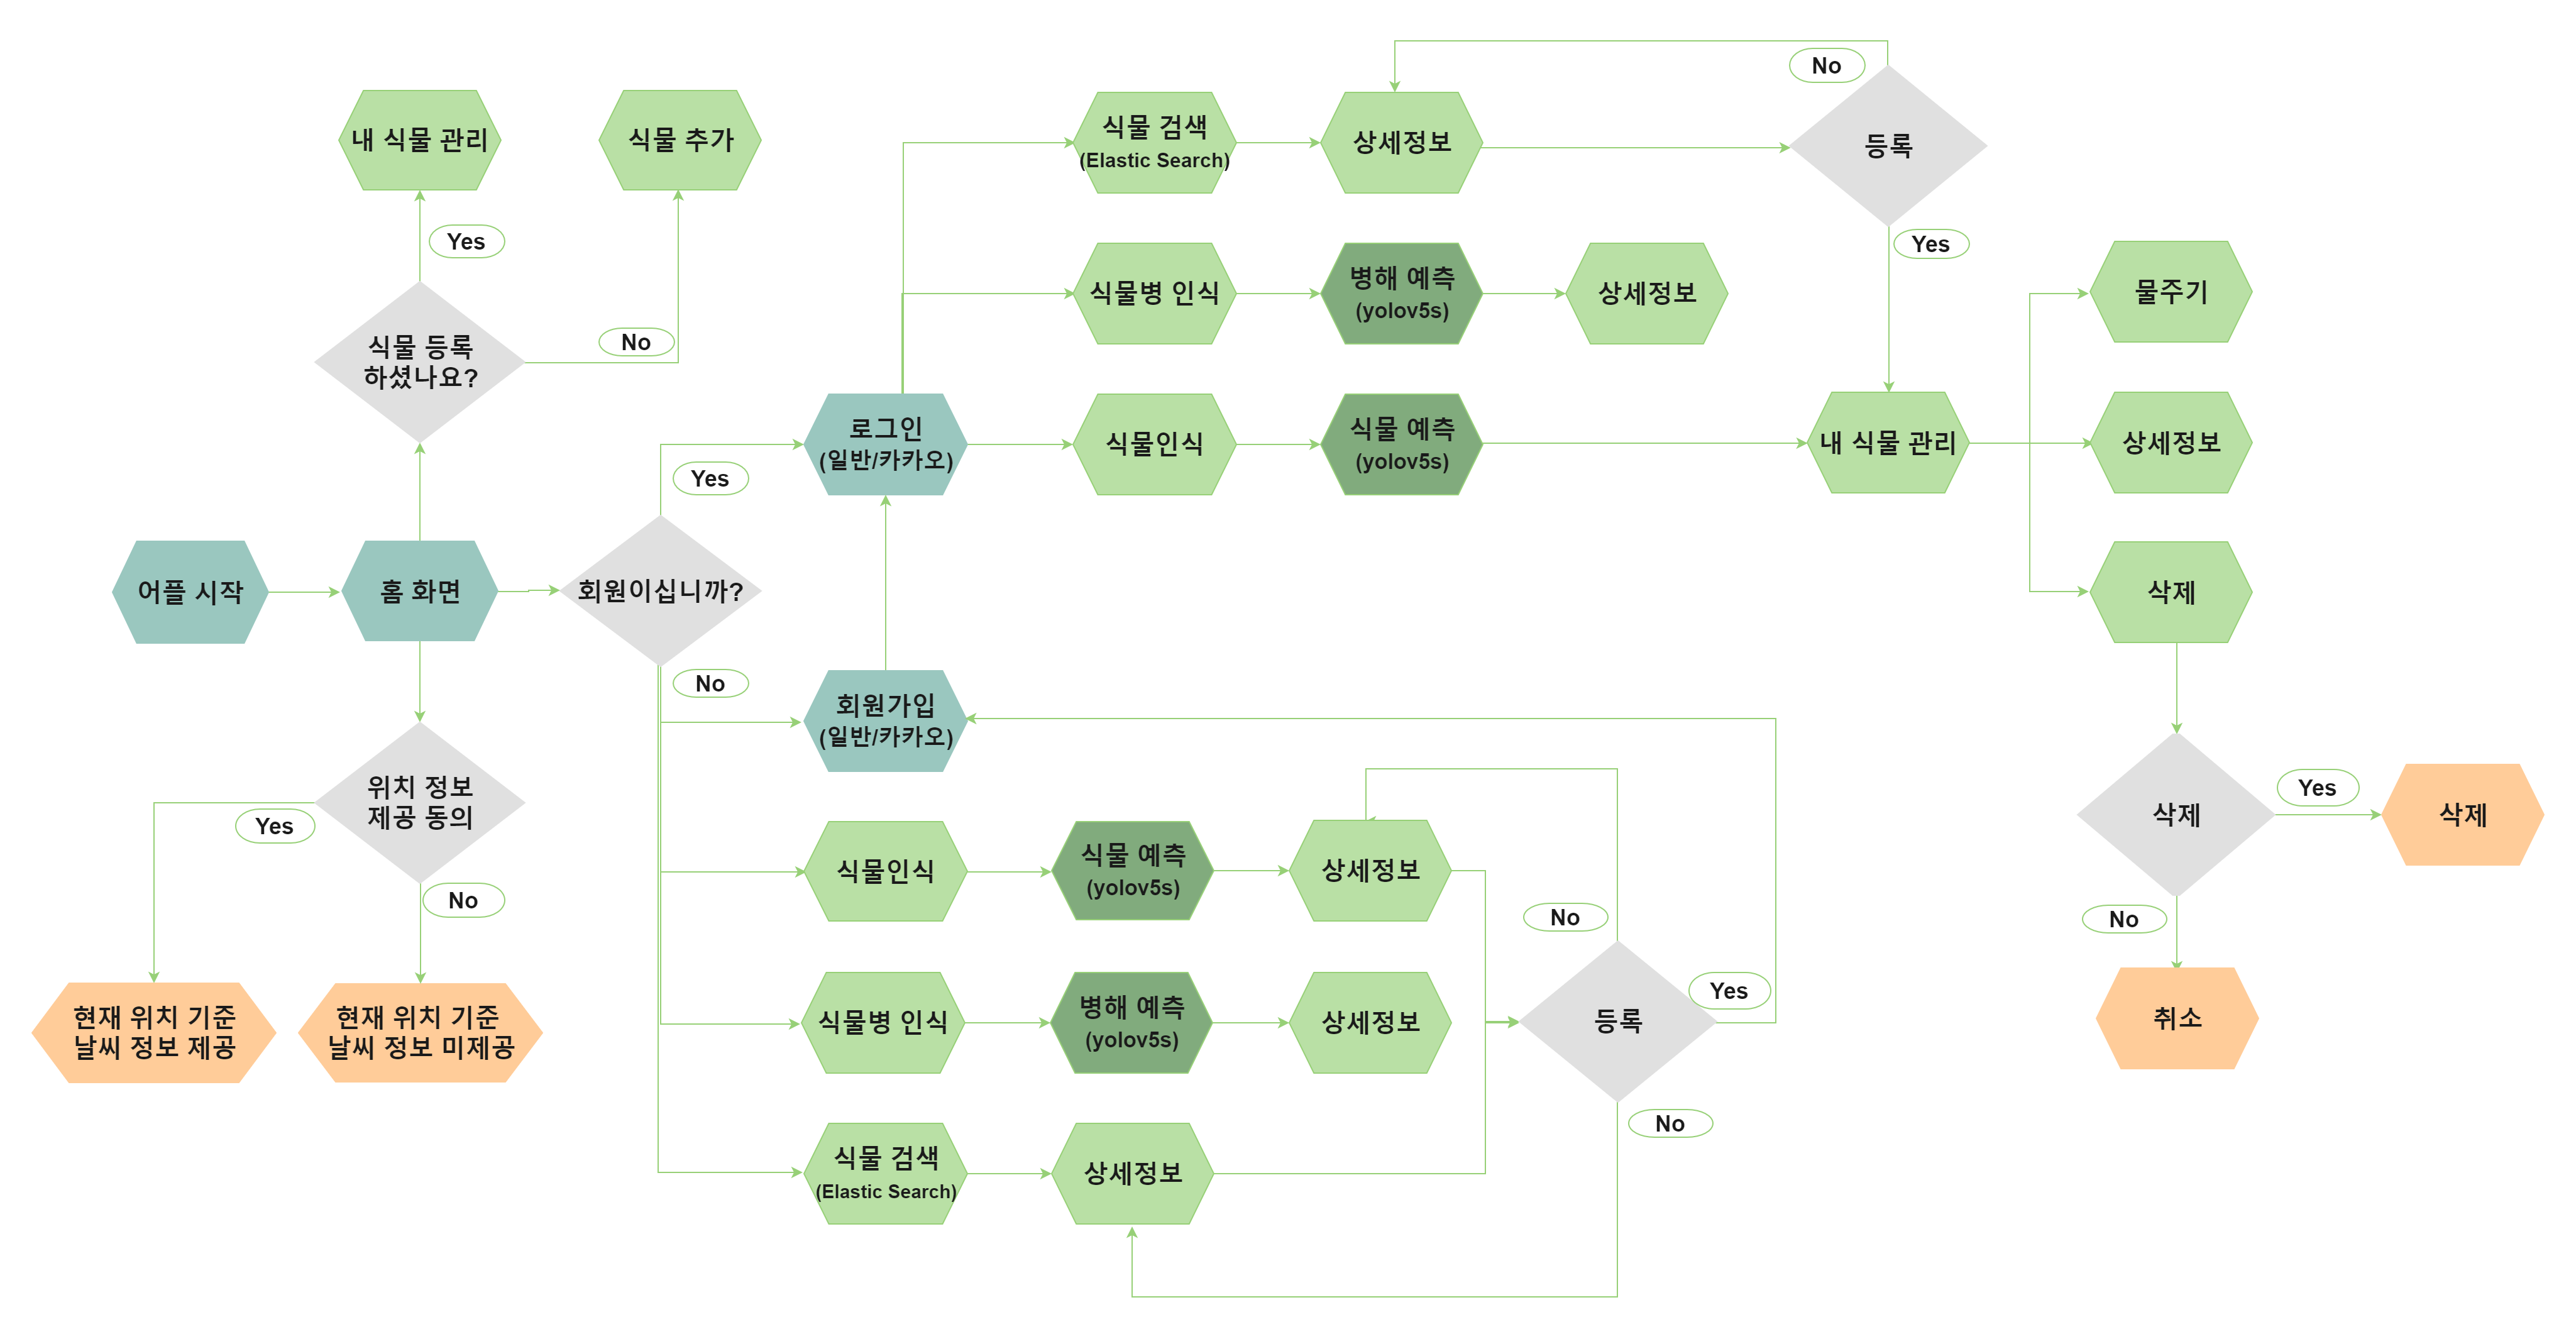 No
내 식물 관리
식물 추가
식물 검색
(Elastic Search)
상세정보
등록
Yes
Yes
식물병 인식
병해 예측
(yolov5s)
상세정보
물주기
식물 등록
하셨나요?
No
로그인
(일반/카카오)
식물인식
식물 예측
(yolov5s)
내 식물 관리
상세정보
Yes
어플 시작
홈 화면
회원이십니까?
삭제
No
회원가입
(일반/카카오)
위치 정보
제공 동의
Yes
No
식물인식
식물 예측
(yolov5s)
상세정보
삭제
Yes
삭제
No
No
현재 위치 기준
날씨 정보 제공
현재 위치 기준
날씨 정보 미제공
식물병 인식
병해 예측
(yolov5s)
상세정보
등록
Yes
취소
No
식물 검색
(Elastic Search)
상세정보